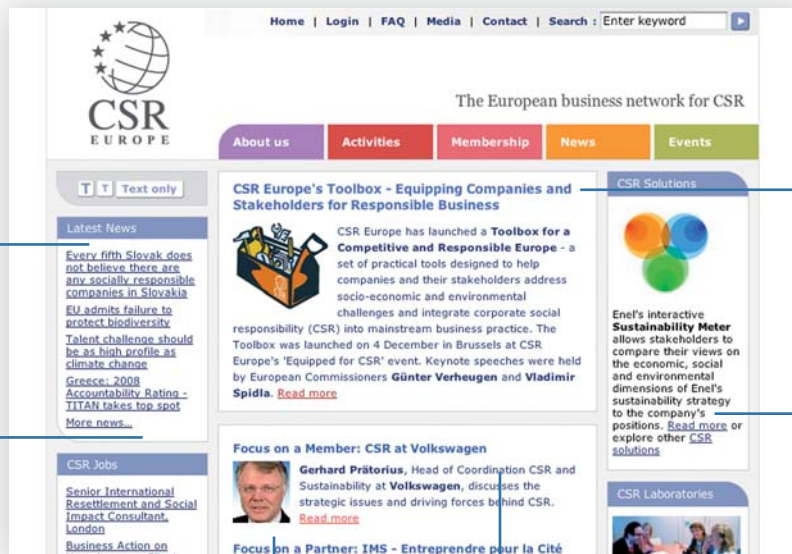 Home | Login | FAQ | Media | Contact | Search : Enter keyword
CSR
EUROPE
The European business network for CSR
About us Activities Membership News Events
T T Text only
Latest News
Every fifth Slovak does
not believe there are
any socially responsible
companies in Slovakia
EU admits failure to
protect biodiversity
Talent challenge should
be as high profile as
climate change
Greece: 2008
Accountability Rating -
TITAN takes top spot
More news...
CSR Jobs
Senior International
Resettlement and Social
Impact Consultant,
London
Business Action on
CSR Europe's Toolbox - Equipping Companies and
Stakeholders for Responsible Business
CSR Europe has launched a Toolbox for a
Competitive and Responsible Europe - a
set of practical tools designed to help
companies and their stakeholders address
socio-economic and environmental
challenges and integrate corporate social
responsibility (CSR) into mainstream business practice. The
Toolbox was launched on 4 December in Brussels at CSR
Europe's 'Equipped for CSR' event. Keynote speeches were held
by European Commissioners Günter Verheugen and Vladimir
Spidla. Read more
Focus on a Member: CSR at Volkswagen
Gerhard Prätorius, Head of Coordination CSR and
Sustainability at Volkswagen, discusses the
strategic issues and driving forces behind CSR.
Read more
Focus on a Partner: IMS - Entreprendre pour la Cité
CSR Solutions
Enel's interactive
Sustainability Meter
allows stakeholders to
compare their views on
the economic, social
and environmental
dimensions of Enel's
sustainability strategy
to the company's
positions. Read more or
explore other CSR
solutions
CSR Laboratories